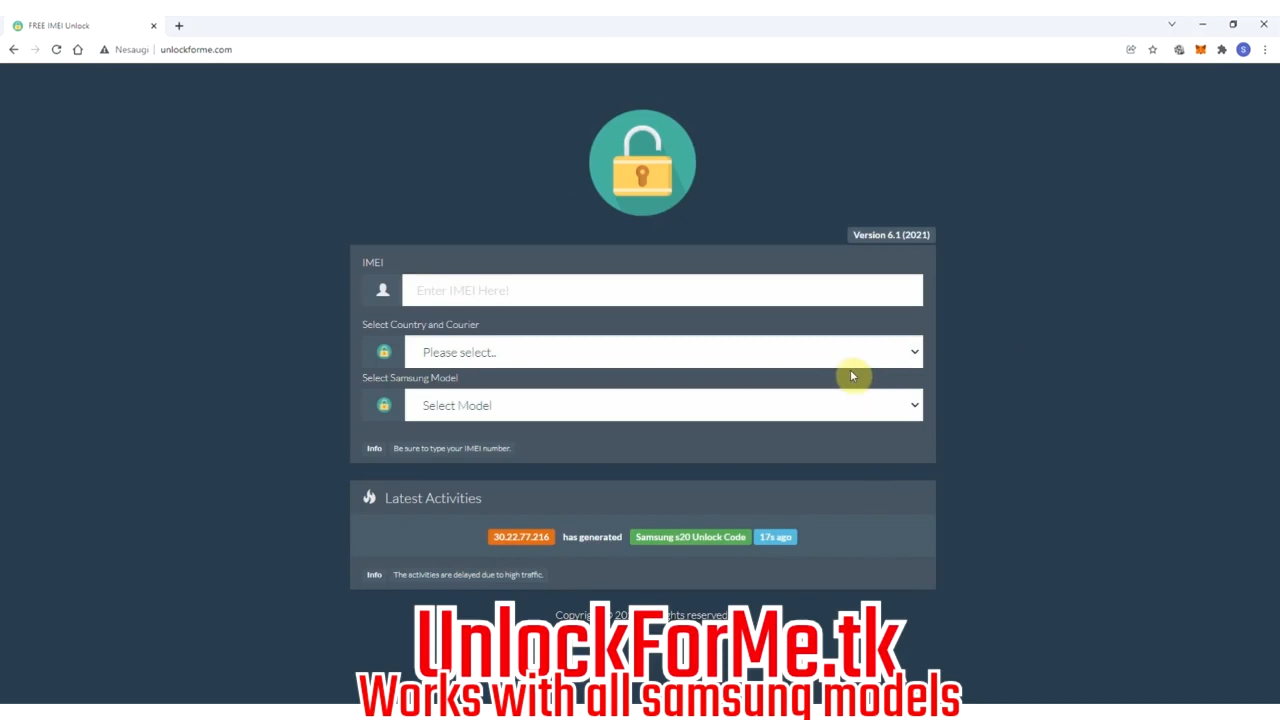 FREE IMEI Unlock
Nesaugi | unlockforme.com
S
Version 6.1 (2021)
IMEI
Enter IMEI Here!
Select Country and Courier
Please select..
Select Samsung Model
Select Model
Info Be sure to type your IMEI number.
Latest Activities
30.22.77.216 has generated Samsung s20 Unlock Code 17s ago
Info The activities are delayed due to high traffic.
reserved
UnlockForMe.tk
Works with all samsung models